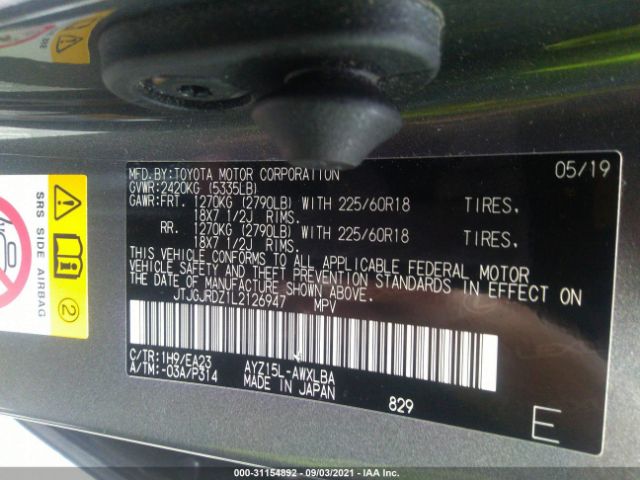 MFD.BY:TOYOTA MOTOR CORPORATION 05/19
GVWR:2420KG (5335LB)
GAWR:FRT. 1270KG (2790LB) WITH 225/60R18 TIRES.
18X7 1/2J RIMS.
RR. 1270KG (2790LB) WITH 225/60R18 TIRES.
18X7 1/2J RIMS.
THIS VEHICLE CONFORMS TO ALL APPLICABLE FEDERAL MOTOR
VEHICLE SAFETY AND THEFT PREVENTION STANDARDS IN EFFECT ON
THE DATE OF MANUFACTURE SHOWN ABOVE.
JTJGJRDZ1L2126947 MPV
C/TR:1H9/EA23 AYZ15L-AWXLBA
A/TM:-03A/P314 MADE IN JAPAN 829
E
SRS SIDE AIRBAG
2
000-31154892 - 09/03/2021 - IAA Inc.